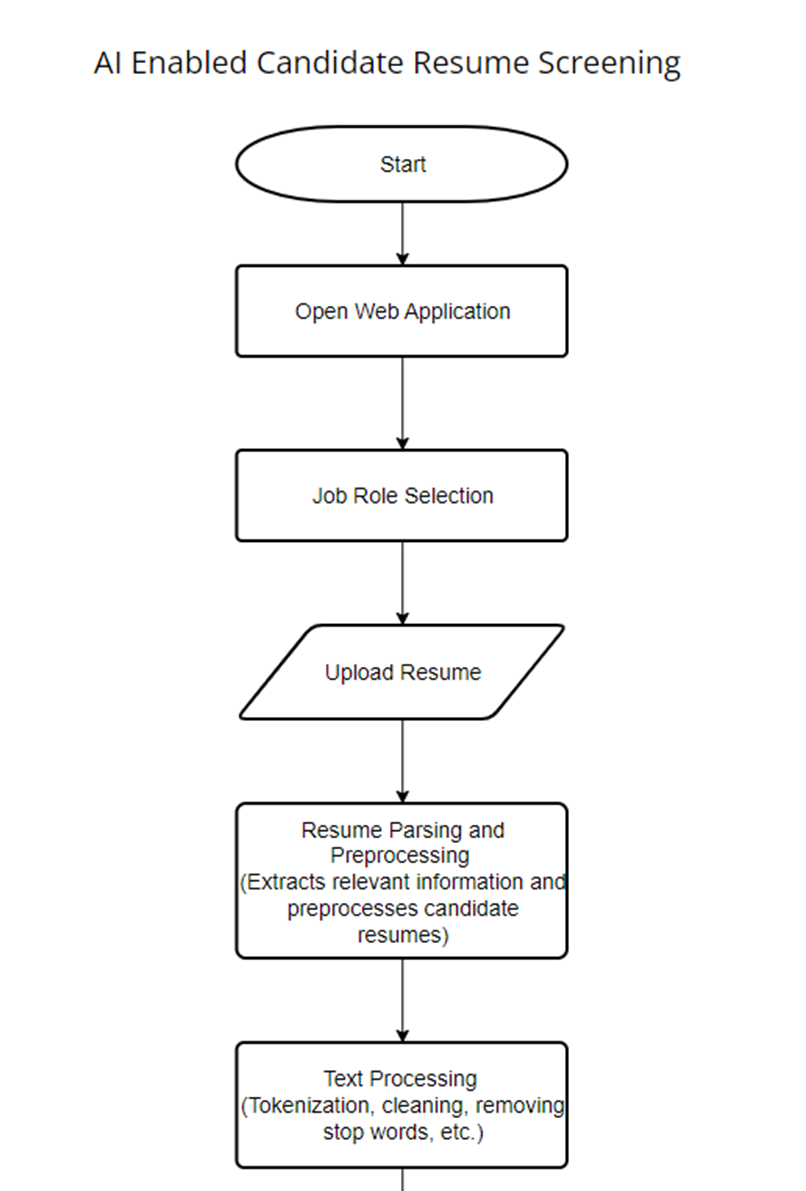 AI Enabled Candidate Resume Screening
Start
Open Web Application
Job Role Selection
Upload Resume
Resume Parsing and
Preprocessing
(Extracts relevant information and
preprocesses candidate
resumes)
Text Processing
(Tokenization, cleaning, removing
stop words, etc.)